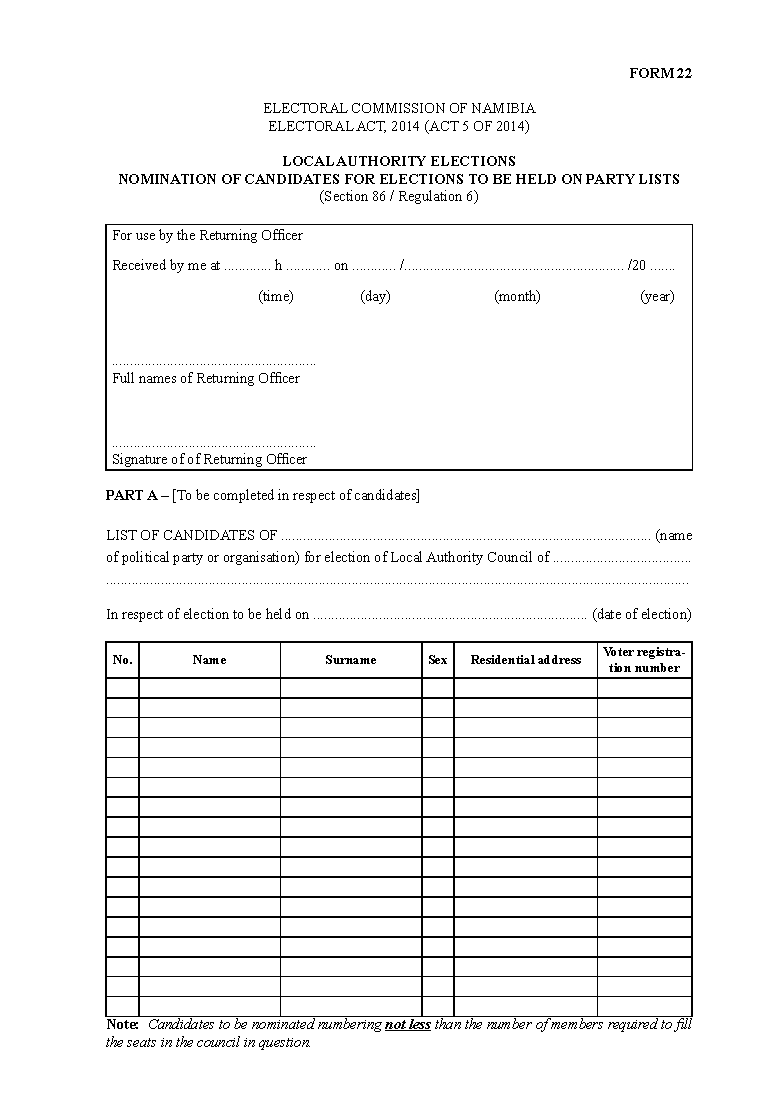 FORM 22
ELECTORAL COMMISSION OF NAMIBIA
ELECTORAL ACT, 2014 (ACT 5 OF 2014)
LOCAL AUTHORITY ELECTIONS
NOMINATION OF CANDIDATES FOR ELECTIONS TO BE HELD ON PARTY LISTS
(Section 86 / Regulation 6)
For use by the Returning Officer
Received by me at ............. h ............ on ............ /............................................................ /20 .......
(time) (day) (month) (year)
........................................................
Full names of Returning Officer
........................................................
Signature of of Returning Officer
PART A – [To be completed in respect of candidates]
LIST OF CANDIDATES OF ..................................................................................................... (name
of political party or organisation) for election of Local Authority Council of ......................................
................................................................................................................................................................
In respect of election to be held on ........................................................................... (date of election)
No. Name Surname Sex Residential address Voter registra-
tion number
Note: Candidates to be nominated numbering not less than the number of members required to fill
the seats in the council in question.